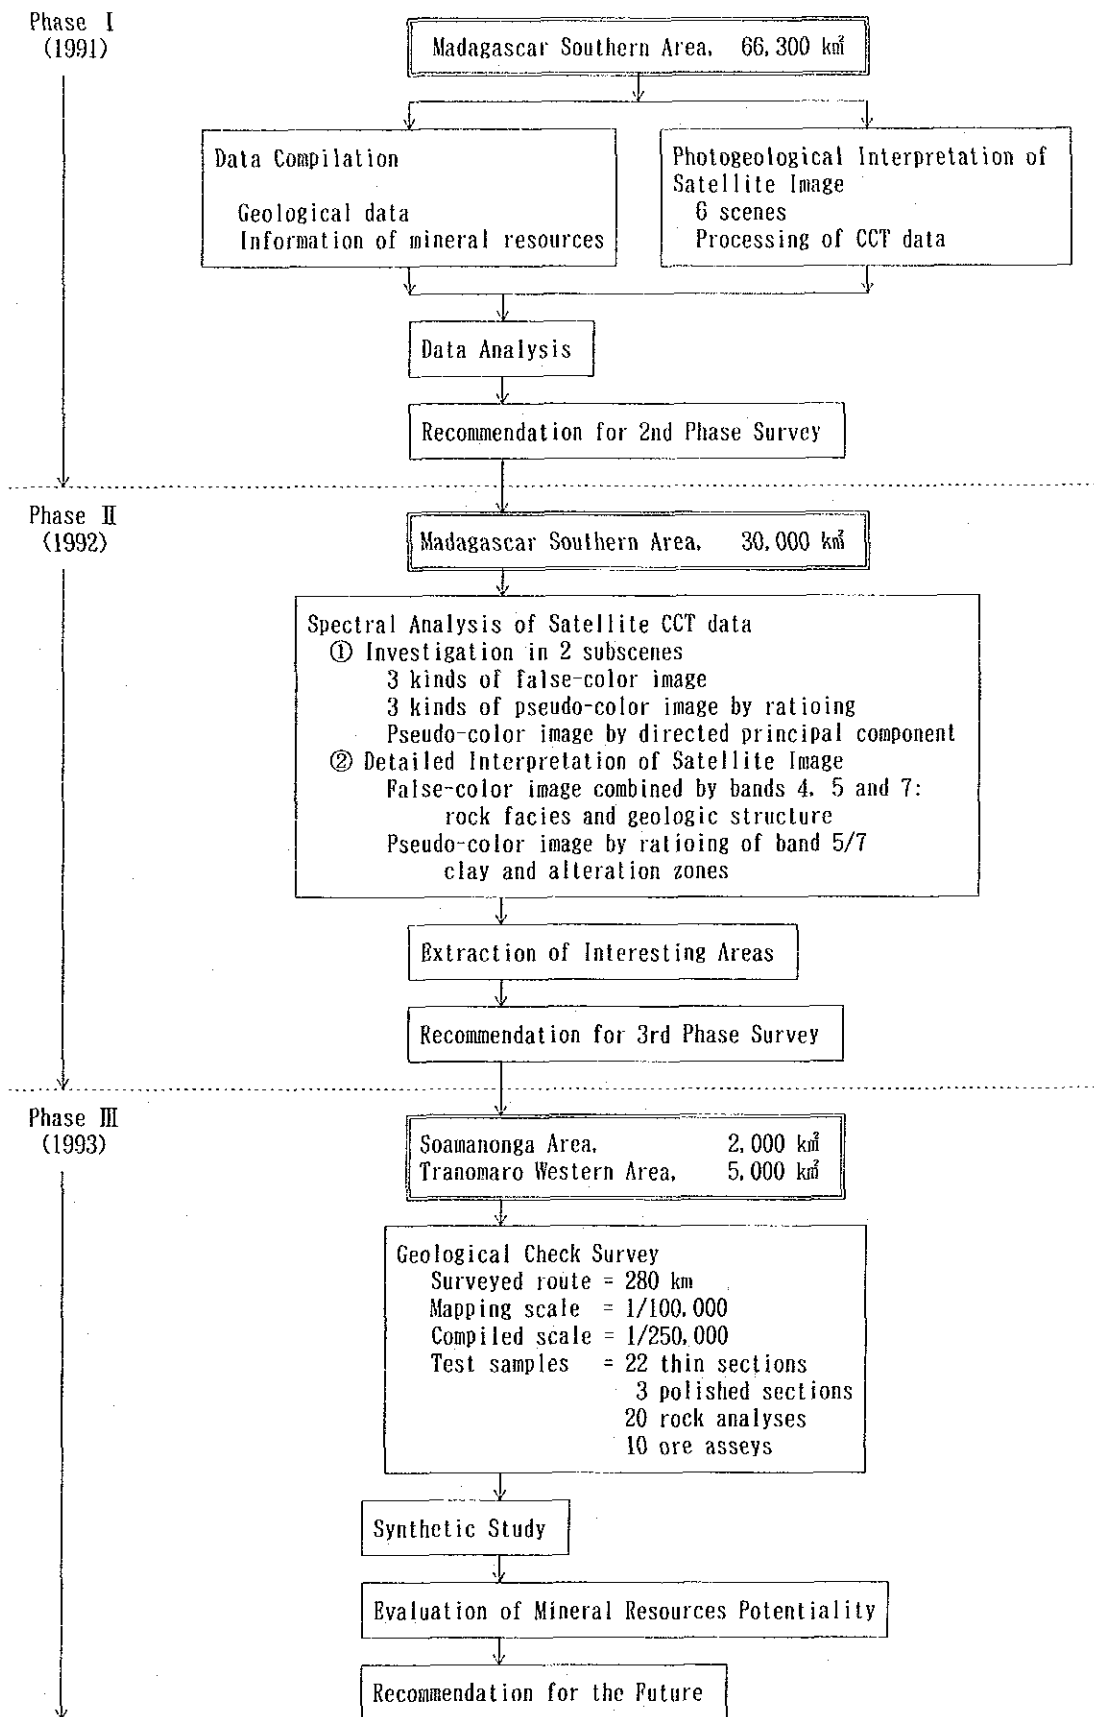 Phase Ⅰ
(1991)
Madagascar Southern Area, 66,300 km²
Data Compilation
Geological data
Information of mineral resources
Photogeological Interpretation of
Satellite Image
6 scenes
Processing of CCT data
Data Analysis
Recommendation for 2nd Phase Survey
Phase Ⅱ
(1992)
Madagascar Southern Area, 30,000 km²
Spectral Analysis of Satellite CCT data
① Investigation in 2 subscenes
3 kinds of false-color image
3 kinds of pseudo-color image by ratioing
Pseudo-color image by directed principal component
② Detailed Interpretation of Satellite Image
False-color image combined by bands 4, 5 and 7:
rock facies and geologic structure
Pseudo-color image by ratioing of band 5/7
clay and alteration zones
Extraction of Interesting Areas
Recommendation for 3rd Phase Survey
Phase Ⅲ
(1993)
Soamanonga Area, 2,000 km²
Tranomaro Western Area, 5,000 km²
Geological Check Survey
Surveyed route = 280 km
Mapping scale = 1/100,000
Compiled scale = 1/250,000
Test samples = 22 thin sections
3 polished sections
20 rock analyses
10 ore asseys
Synthetic Study
Evaluation of Mineral Resources Potentiality
Recommendation for the Future